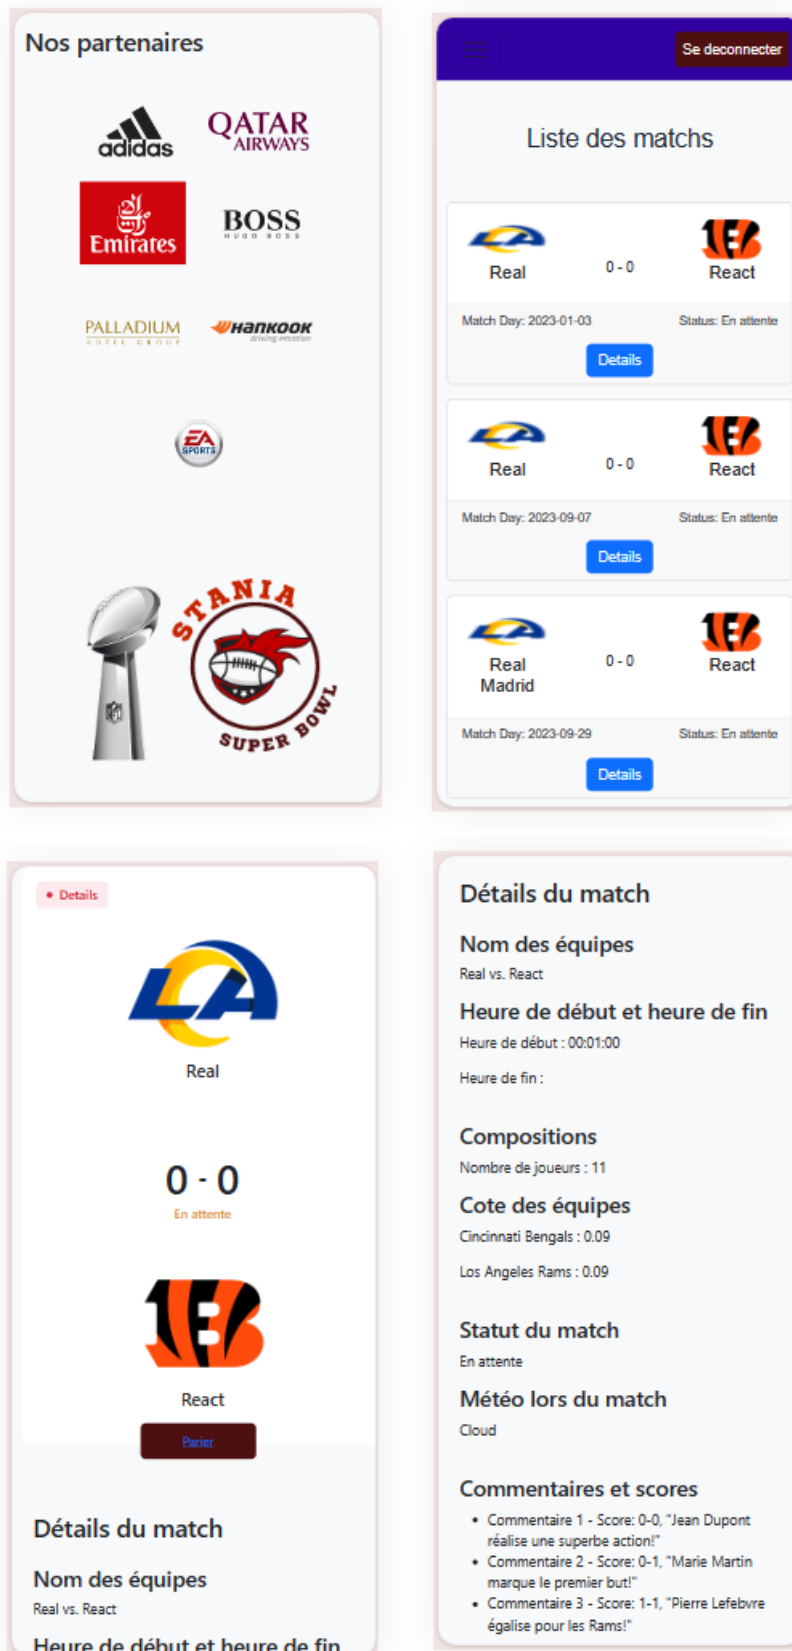 Nos partenaires
adidas
QATAR
AIRWAYS
Emirates
BOSS
HUGO BOSS
PALLADIUM
HOTEL GROUP
HANKOOK
driving emotion
EA
SPORTS
STANIA
SUPER BOWL
NFL
Se deconnecter
Liste des matchs
Real
0 - 0
React
Match Day: 2023-01-03
Status: En attente
Details
Real
0 - 0
React
Match Day: 2023-09-07
Status: En attente
Details
Real
Madrid
0 - 0
React
Match Day: 2023-09-29
Status: En attente
Details
• Details
LA
Real
0 - 0
En attente
React
Parier
Détails du match
Nom des équipes
Real vs. React
Heure de début et heure de fin
Détails du match
Nom des équipes
Real vs. React
Heure de début et heure de fin
Heure de début : 00:01:00
Heure de fin :
Compositions
Nombre de joueurs : 11
Cote des équipes
Cincinnati Bengals : 0.09
Los Angeles Rams : 0.09
Statut du match
En attente
Météo lors du match
Cloud
Commentaires et scores
• Commentaire 1 - Score: 0-0, "Jean Dupont
réalise une superbe action!"
• Commentaire 2 - Score: 0-1, "Marie Martin
marque le premier but!"
• Commentaire 3 - Score: 1-1, "Pierre Lefebvre
égalise pour les Rams!"